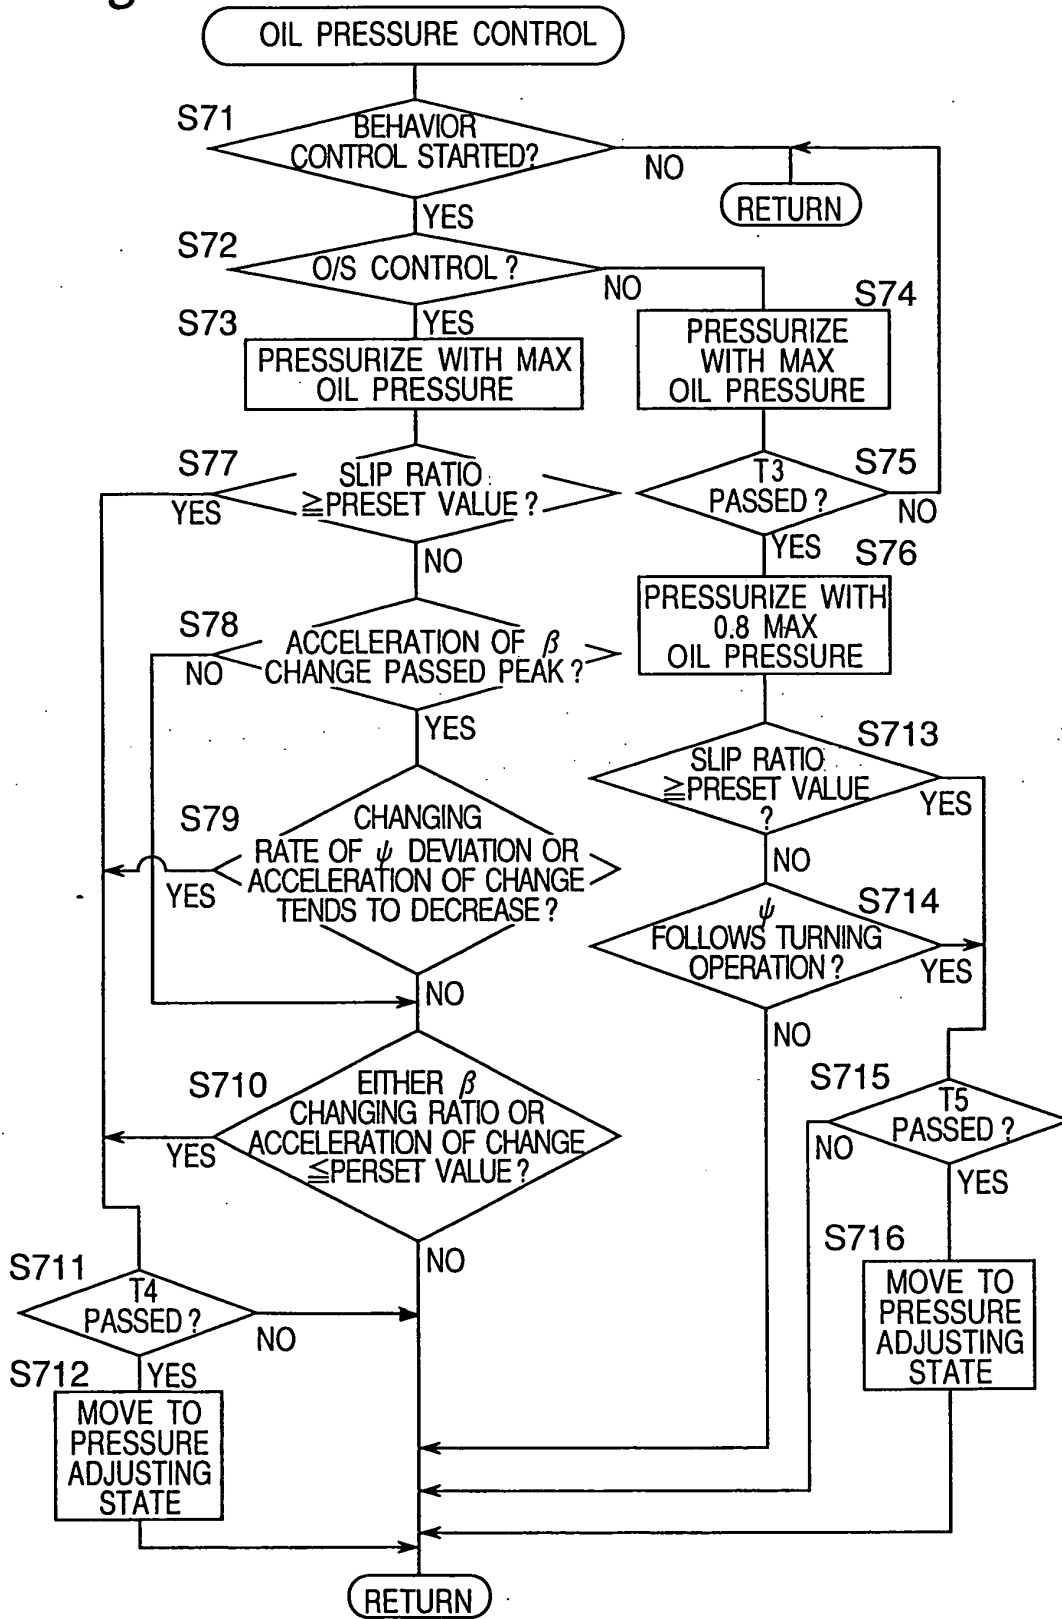 OIL PRESSURE CONTROL
S71
BEHAVIOR
CONTROL STARTED?
NO
RETURN
YES
S72
O/S CONTROL ?
NO
YES
S73
PRESSURIZE WITH MAX
OIL PRESSURE
S74
PRESSURIZE
WITH MAX
OIL PRESSURE
S77
SLIP RATIO
≧PRESET VALUE ?
YES
NO
S75
T3
PASSED ?
NO
YES
S76
PRESSURIZE WITH
0.8 MAX
OIL PRESSURE
S78
ACCELERATION OF β
CHANGE PASSED PEAK ?
NO
YES
S713
SLIP RATIO
≧PRESET VALUE
?
YES
NO
S79
CHANGING
RATE OF ψ DEVIATION OR
ACCELERATION OF CHANGE
TENDS TO DECREASE ?
YES
NO
S714
ψ
FOLLOWS TURNING
OPERATION ?
YES
NO
S710
EITHER β
CHANGING RATIO OR
ACCELERATION OF CHANGE
≦PERSET VALUE ?
YES
NO
S715
T5
PASSED ?
NO
YES
S716
MOVE TO
PRESSURE
ADJUSTING
STATE
S711
T4
PASSED ?
NO
YES
S712
MOVE TO
PRESSURE
ADJUSTING
STATE
RETURN